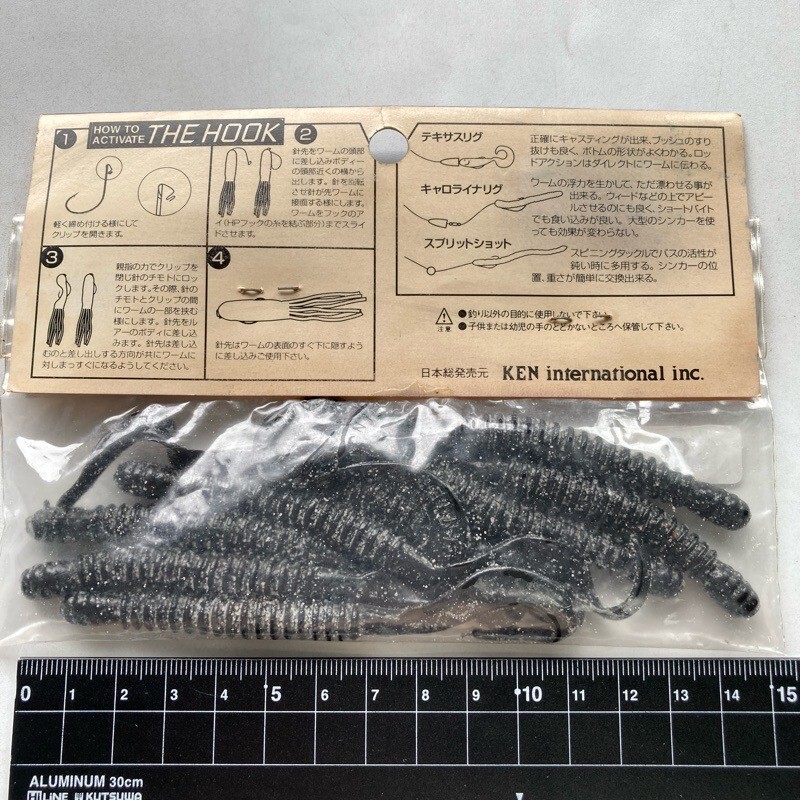 1
HOW TO
ACTIVATE THE HOOK
軽く締め付ける様にして
クリップを開きます。
2
針先をワームの頭部
に差し込みボディー
の頭部近くの横から
出します。針を回転
させ針が先ワームに
接面する様にします。
ワームをフックのア
イ(HPフックの糸を結ぶ部分)までスライ
ドさせます。
3
親指の力でクリップを
閉じ針のチモトにロッ
クします。その際、針の
チモトとクリップの間
にワームの一部を挟む
様にします。針先をル
アーのボディに差し込
みます。針先は差し込
むのと差し出しする方向が共にワームに
対しまっすぐになるようしてください。
4
針先はワームの表面のすぐ下に隠すよう
に差し込みご使用下さい。
テキサスリグ
正確にキャスティングが出来、ブッシュのすり
抜けも良く、ボトムの形状がよくわかる。ロッ
ドアクションはダイレクトにワームに伝わる。
キャロライナリグ
ワームの浮力を生かして、ただ漂わせる事が
出来る。ウィードなどの上でアピー
ルさせるのにも良く、ショートバイト
でも食い込みが良い。大型のシンカーを使
っても効果が変わらない。
スプリットショット
スピニングタックルでバスの活性が
鈍い時に多用する。シンカーの位
置、重さが簡単に交換出来る。
注意
●釣り以外の目的に使用しないで下さい。
●子供または幼児の手のとどかないところへ保管して下さい。
日本総発売元 KEN international inc.
0 1 2 3 4 5 6 7 8 9 10 11 12 13 14 15
ALUMINUM 30cm
HiLiNE KUTSUWA